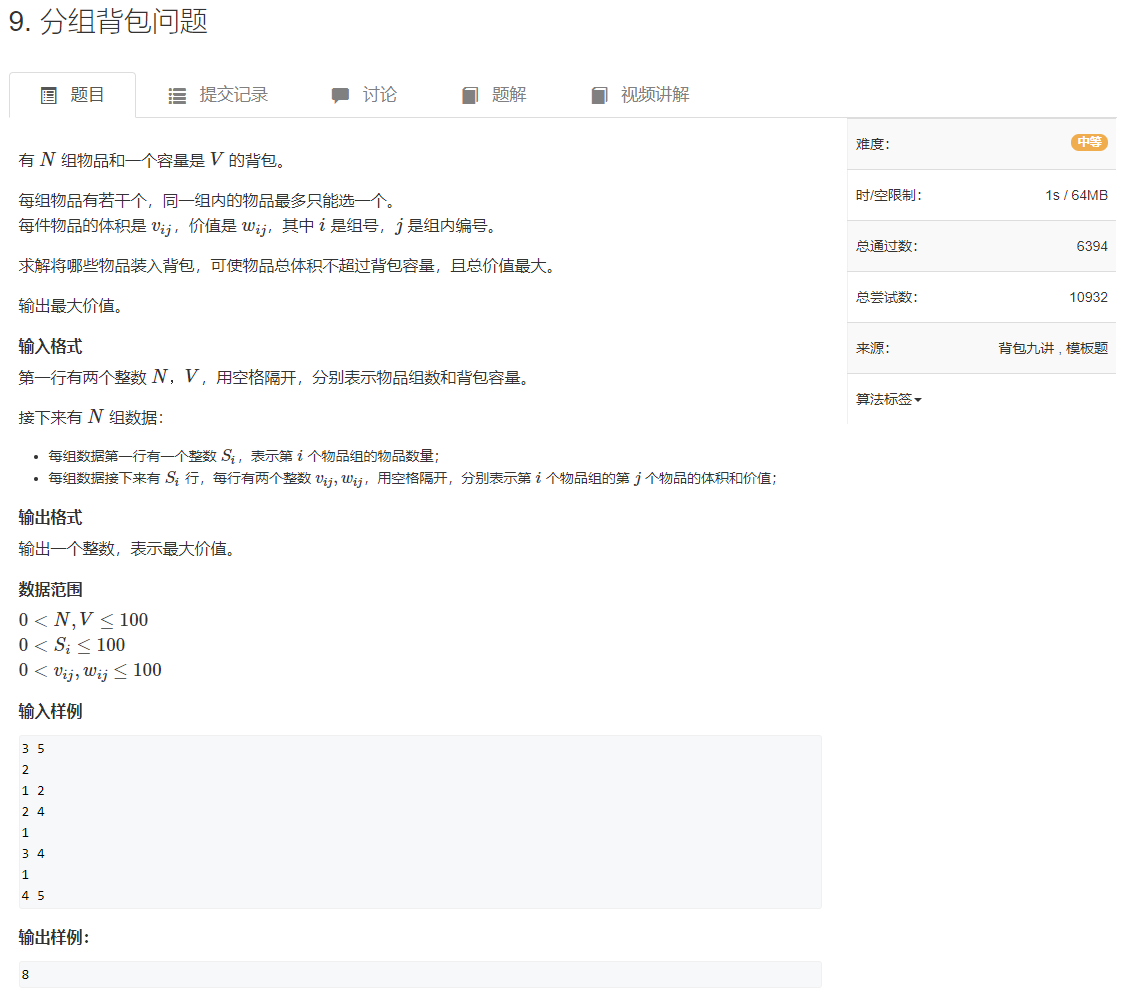 9. 分组背包问题
题目 提交记录 讨论 题解 视频讲解
有 N 组物品和一个容量是 V 的背包。
每组物品有若干个，同一组内的物品最多只能选一个。
每件物品的体积是 v_{ij}，价值是 w_{ij}，其中 i 是组号，j 是组内编号。
求解将哪些物品装入背包，可使物品总体积不超过背包容量，且总价值最大。
输出最大价值。
输入格式
第一行有两个整数 N，V，用空格隔开，分别表示物品组数和背包容量。
接下来有 N 组数据：
• 每组数据第一行有一个整数 S_i，表示第 i 个物品组的物品数量；
• 每组数据接下来有 S_i 行，每行有两个整数 v_{ij}, w_{ij}，用空格隔开，分别表示第 i 个物品组的第 j 个物品的体积和价值；
输出格式
输出一个整数，表示最大价值。
数据范围
0 < N, V ≤ 100
0 < S_i ≤ 100
0 < v_{ij}, w_{ij} ≤ 100
输入样例
3 5
2
1 2
2 4
1
3 4
1
4 5
输出样例：
8
难度： 中等
时/空限制： 1s / 64MB
总通过数： 6394
总尝试数： 10932
来源： 背包九讲 , 模板题
算法标签